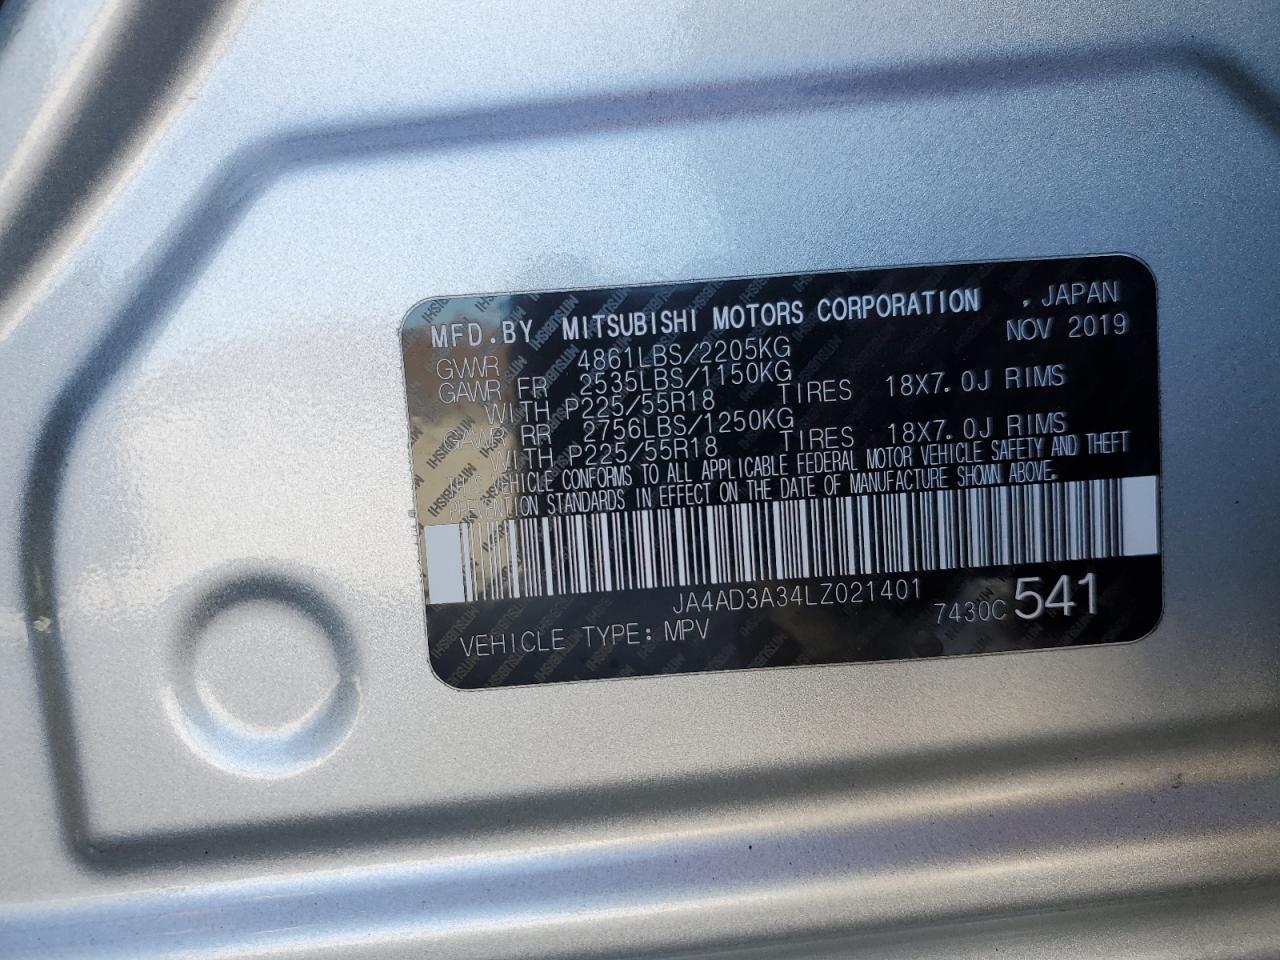 MFD.BY MITSUBISHI MOTORS CORPORATION , JAPAN
NOV 2019
GVWR 4861LBS/2205KG
GAWR FR 2535LBS/1150KG
WITH P225/55R18 TIRES 18X7.0J RIMS
GAWR RR 2756LBS/1250KG
WITH P225/55R18 TIRES 18X7.0J RIMS
THIS VEHICLE CONFORMS TO ALL APPLICABLE FEDERAL MOTOR VEHICLE SAFETY AND THEFT
PREVENTION STANDARDS IN EFFECT ON THE DATE OF MANUFACTURE SHOWN ABOVE.
JA4AD3A34LZ021401
7430C 541
VEHICLE TYPE: MPV